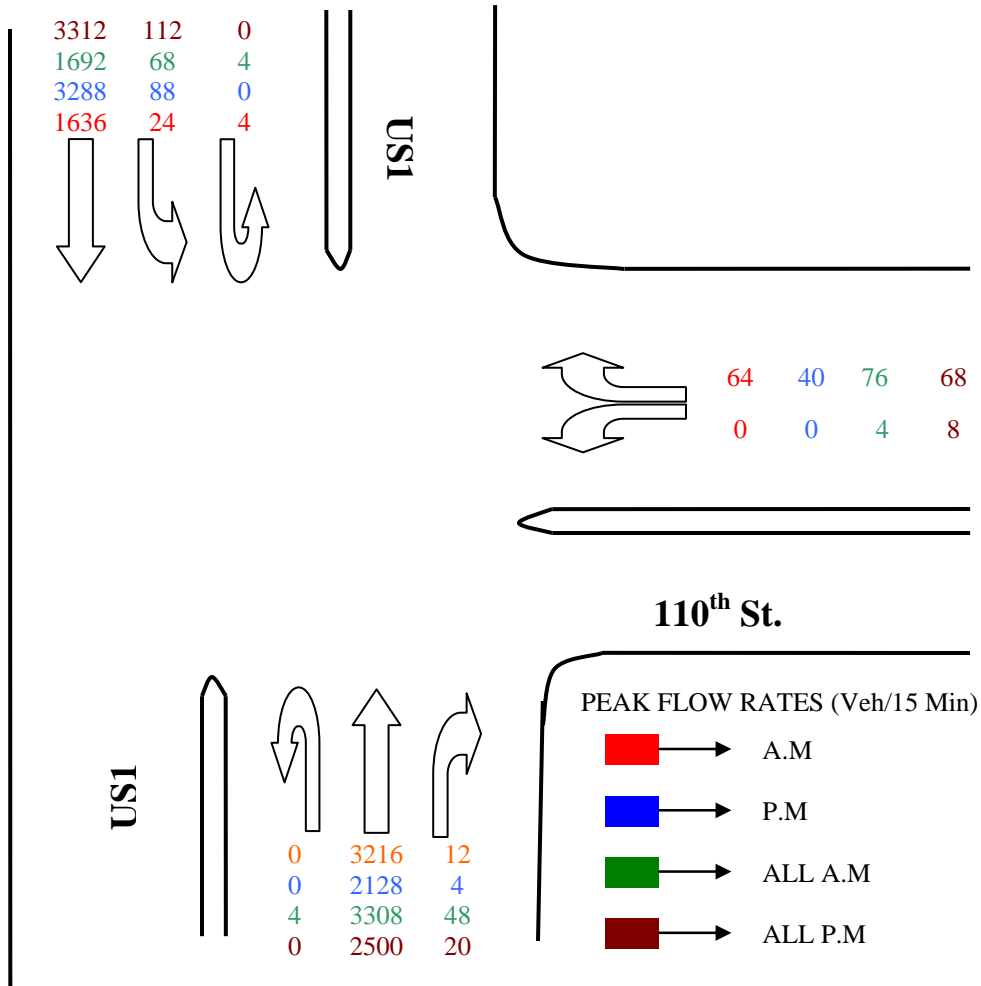 3312 112 0
1692 68 4
3288 88 0
1636 24 4
US1
64 40 76 68
0 0 4 8
110th St.
PEAK FLOW RATES (Veh/15 Min)
A.M
P.M
ALL A.M
ALL P.M
US1
0 3216 12
0 2128 4
4 3308 48
0 2500 20